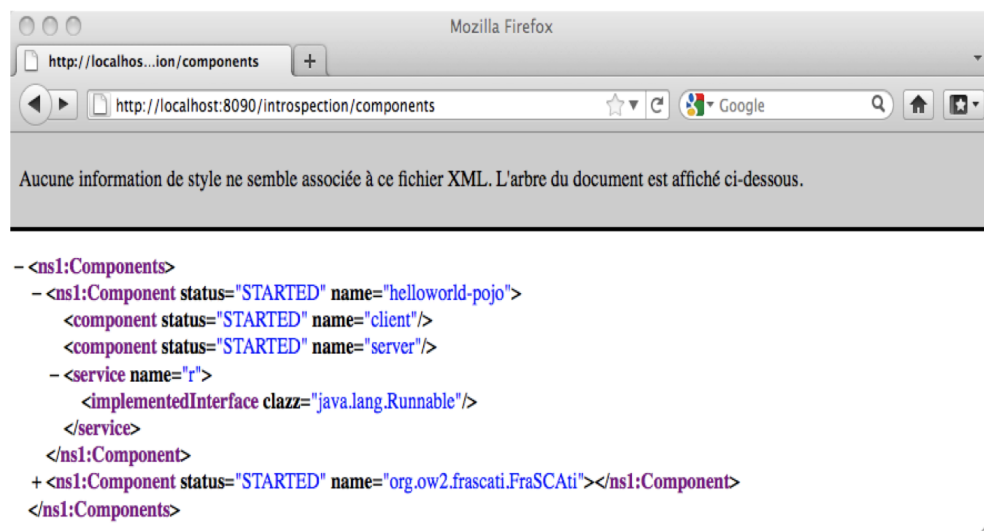 Mozilla Firefox
http://localhos...ion/components
http://localhost:8090/introspection/components Google
Aucune information de style ne semble associée à ce fichier XML. L'arbre du document est affiché ci-dessous.
– <ns1:Components>
– <ns1:Component status="STARTED" name="helloworld-pojo">
<component status="STARTED" name="client"/>
<component status="STARTED" name="server"/>
– <service name="r">
<implementedInterface clazz="java.lang.Runnable"/>
</service>
</ns1:Component>
+ <ns1:Component status="STARTED" name="org.ow2.frascati.FraSCAti"></ns1:Component>
</ns1:Components>